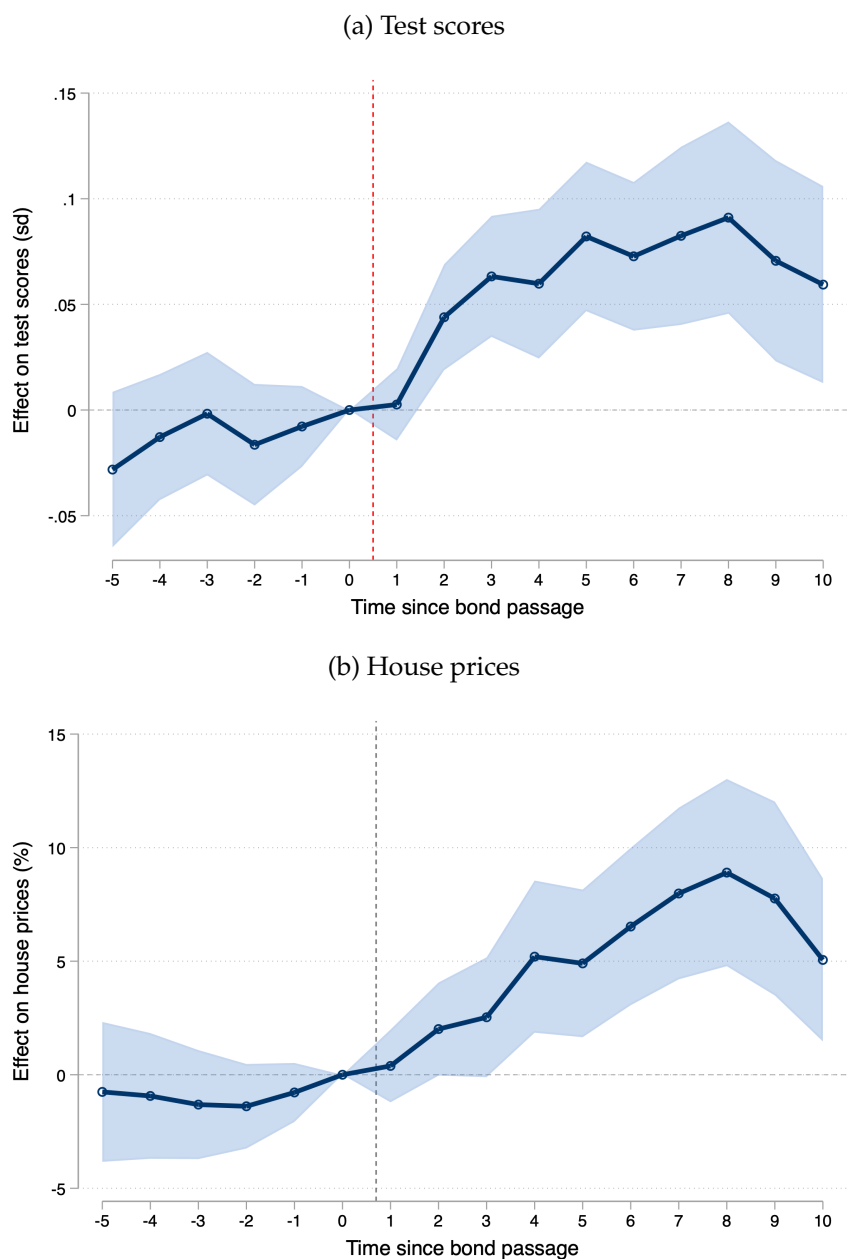 (a) Test scores
.15
.1
.05
0
-.05
Effect on test scores (sd)
-5 -4 -3 -2 -1 0 1 2 3 4 5 6 7 8 9 10
Time since bond passage
(b) House prices
15
10
5
0
-5
Effect on house prices (%)
-5 -4 -3 -2 -1 0 1 2 3 4 5 6 7 8 9 10
Time since bond passage